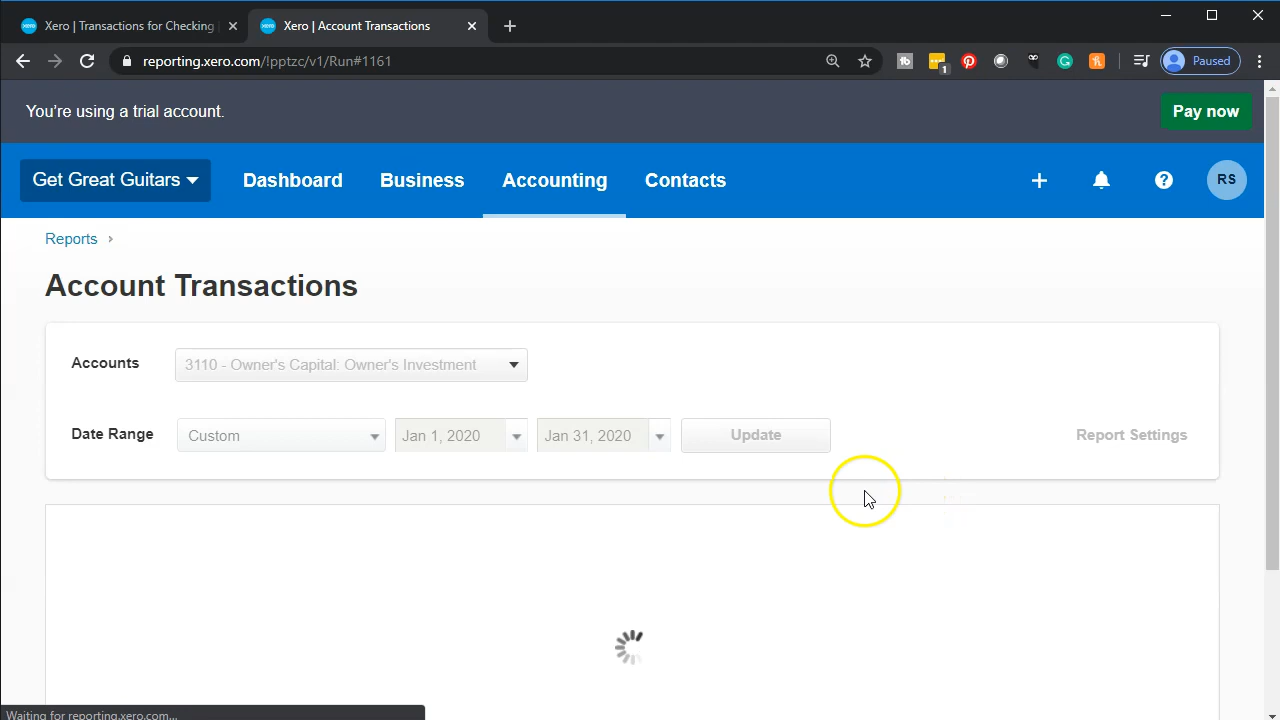 Xero | Transactions for Checking
Xero | Account Transactions
reporting.xero.com/!pptzc/v1/Run#1161
1
Paused
You're using a trial account.
Pay now
Get Great Guitars
Dashboard
Business
Accounting
Contacts
RS
Reports
Account Transactions
Accounts
3110 - Owner's Capital: Owner's Investment
Date Range
Custom
Jan 1, 2020
Jan 31, 2020
Update
Report Settings
Waiting for reporting.xero.com...